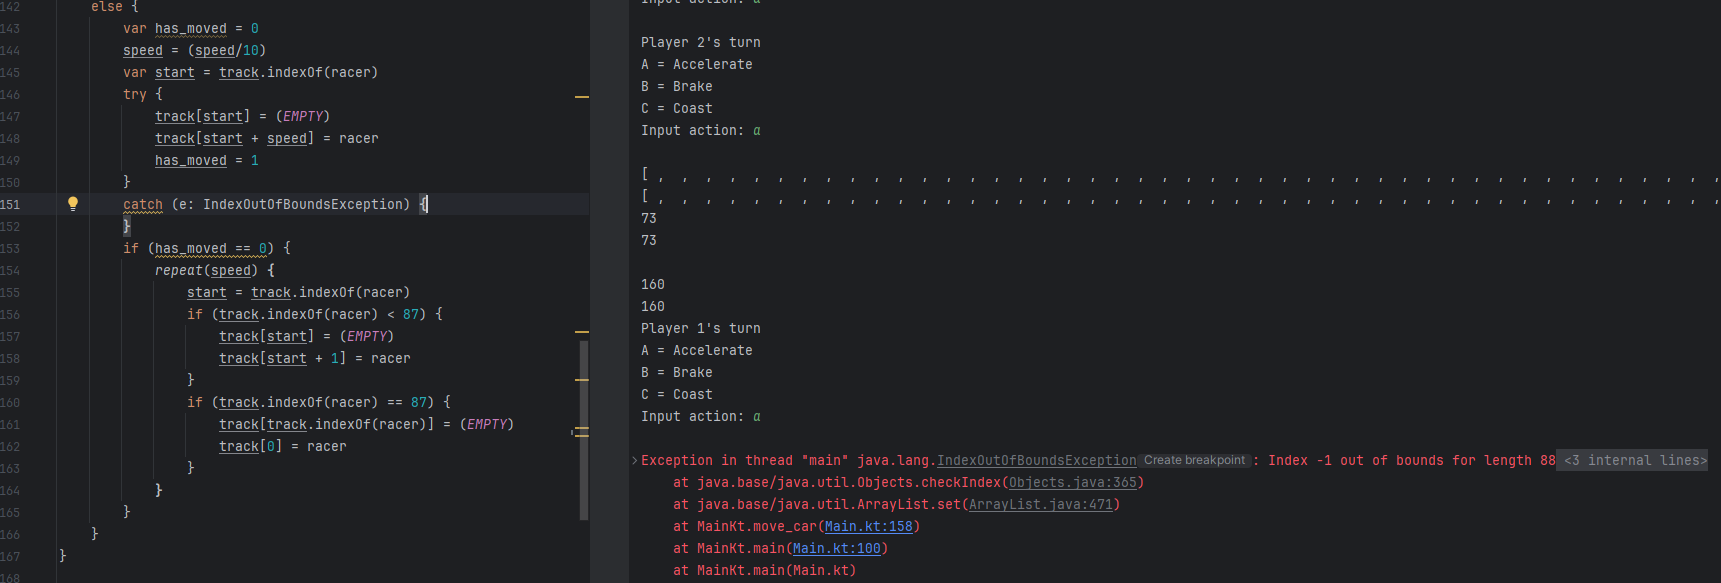 142 else {
143 var has_moved = 0
144 speed = (speed/10)
145 var start = track.indexOf(racer)
146 try {
147 track[start] = (EMPTY)
148 track[start + speed] = racer
149 has_moved = 1
150 }
151 catch (e: IndexOutOfBoundsException) {
152 }
153 if (has_moved == 0) {
154 repeat(speed) {
155 start = track.indexOf(racer)
156 if (track.indexOf(racer) < 87) {
157 track[start] = (EMPTY)
158 track[start + 1] = racer
159 }
160 if (track.indexOf(racer) == 87) {
161 track[track.indexOf(racer)] = (EMPTY)
162 track[0] = racer
163 }
164 }
165 }
166 }
167 }
168
Input action: a
Player 2's turn
A = Accelerate
B = Brake
C = Coast
Input action: a
[ , , , , , , , , , , , , , , , , , , , , , , , , , , , , , , , , , , , , , , , , , , , , ,
[ , , , , , , , , , , , , , , , , , , , , , , , , , , , , , , , , , , , , , , , , , , , , ,
73
73
160
160
Player 1's turn
A = Accelerate
B = Brake
C = Coast
Input action: a
Exception in thread "main" java.lang.IndexOutOfBoundsException Create breakpoint : Index -1 out of bounds for length 88 <3 internal lines>
at java.base/java.util.Objects.checkIndex(Objects.java:365)
at java.base/java.util.ArrayList.set(ArrayList.java:471)
at MainKt.move_car(Main.kt:158)
at MainKt.main(Main.kt:100)
at MainKt.main(Main.kt)